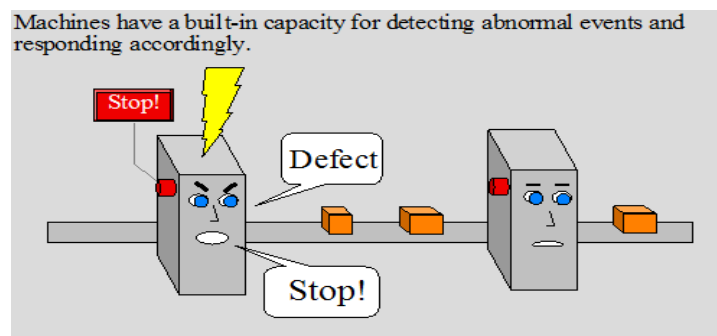 Machines have a built-in capacity for detecting abnormal events and
responding accordingly.
Stop!
Defect
Stop!